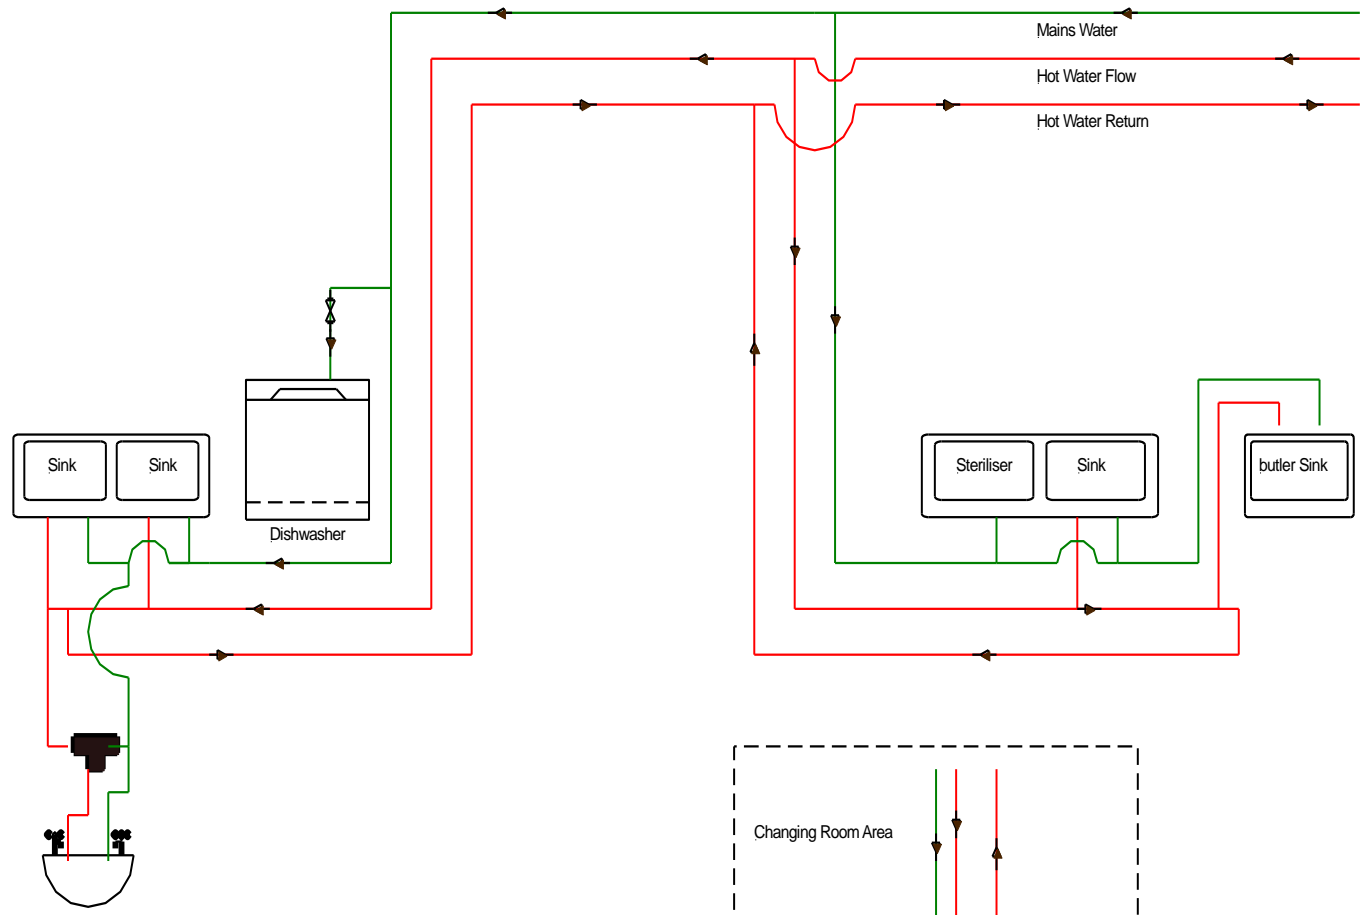 Mains Water
Hot Water Flow
Hot Water Return
Sink
Sink
Steriliser
Sink
butler Sink
Dishwasher
Changing Room Area